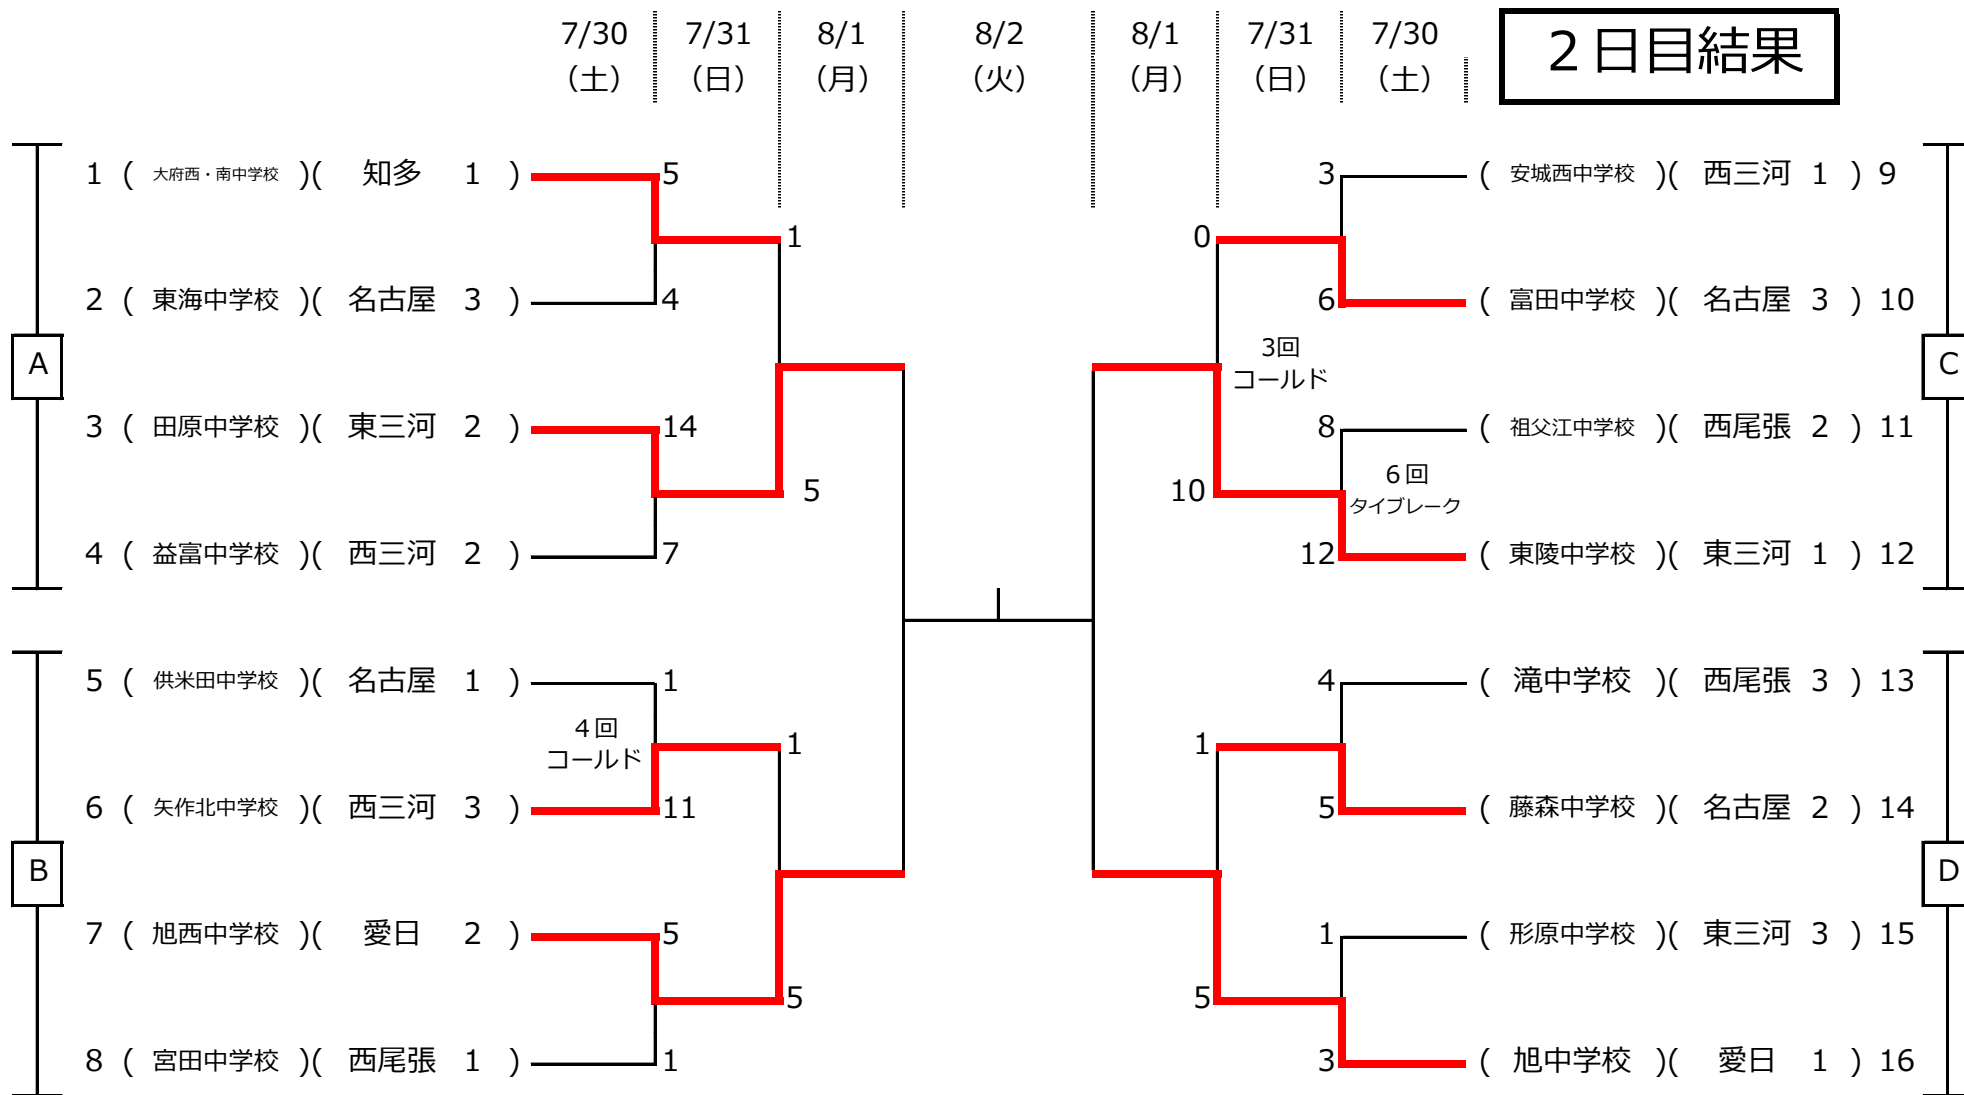 7/30 7/31 8/1 8/2 8/1 7/31 7/30
(土) (日) (月) (火) (月) (日) (土)
２日目結果
1 ( 大府西・南中学校 )( 知多 1 ) 5
1
2 ( 東海中学校 )( 名古屋 3 ) 4
A
3 ( 田原中学校 )( 東三河 2 ) 14
5
4 ( 益富中学校 )( 西三河 2 ) 7
5 ( 供米田中学校 )( 名古屋 1 ) 1
４回
コールド
1
6 ( 矢作北中学校 )( 西三河 3 ) 11
B
7 ( 旭西中学校 )( 愛日 2 ) 5
5
8 ( 宮田中学校 )( 西尾張 1 ) 1
3 ( 安城西中学校 )( 西三河 1 ) 9
0
6 ( 富田中学校 )( 名古屋 3 ) 10
3回
コールド
C
8 ( 祖父江中学校 )( 西尾張 2 ) 11
６回
タイブレーク
10
12 ( 東陵中学校 )( 東三河 1 ) 12
4 ( 滝中学校 )( 西尾張 3 ) 13
1
5 ( 藤森中学校 )( 名古屋 2 ) 14
D
1 ( 形原中学校 )( 東三河 3 ) 15
5
3 ( 旭中学校 )( 愛日 1 ) 16